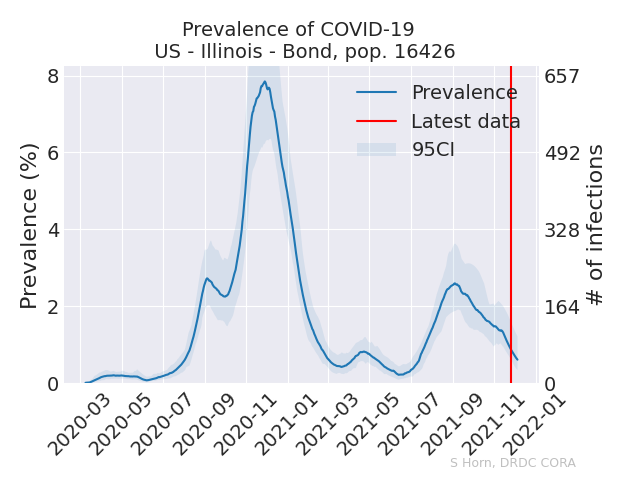 Prevalence of COVID-19
US - Illinois - Bond, pop. 16426
Prevalence (%)
8
6
4
2
0
Prevalence
Latest data
95CI
657
492
328
164
0
# of infections
2020-03
2020-05
2020-07
2020-09
2020-11
2021-01
2021-03
2021-05
2021-07
2021-09
2021-11
2022-01
S Horn, DRDC CORA